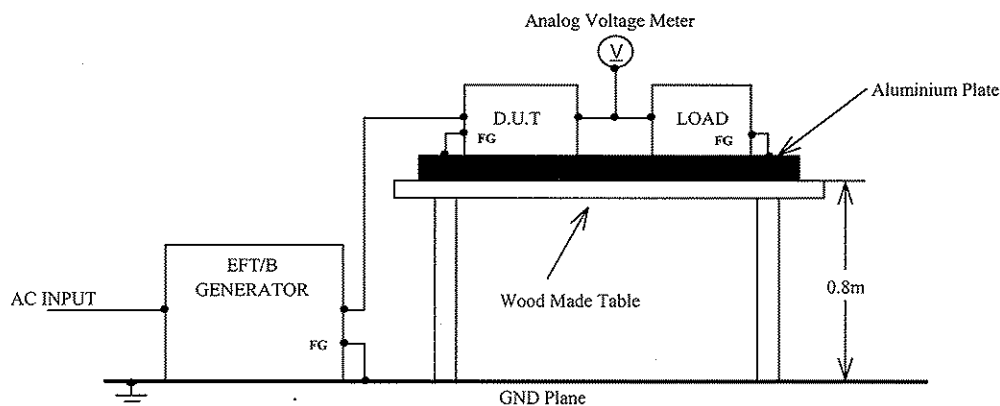 Analog Voltage Meter
V
Aluminium Plate
D.U.T
LOAD
FG
FG
EFT/B
GENERATOR
AC INPUT
Wood Made Table
0.8m
FG
GND Plane